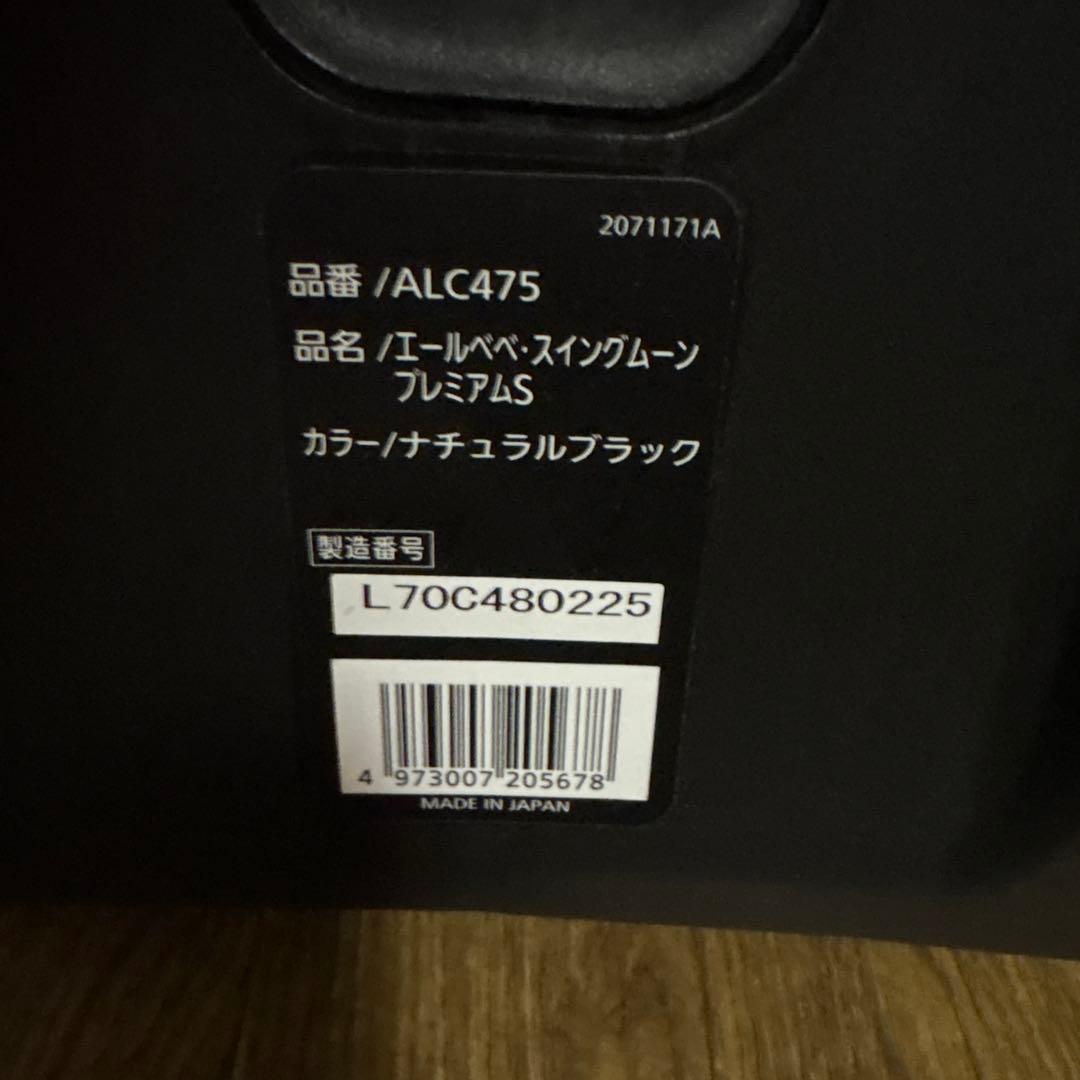 2071171A
品番/ALC475
品名/エールベベ・スイングムーン
プレミアムS
カラー/ナチュラルブラック
製造番号
L70C480225
4 973007 205678
MADE IN JAPAN